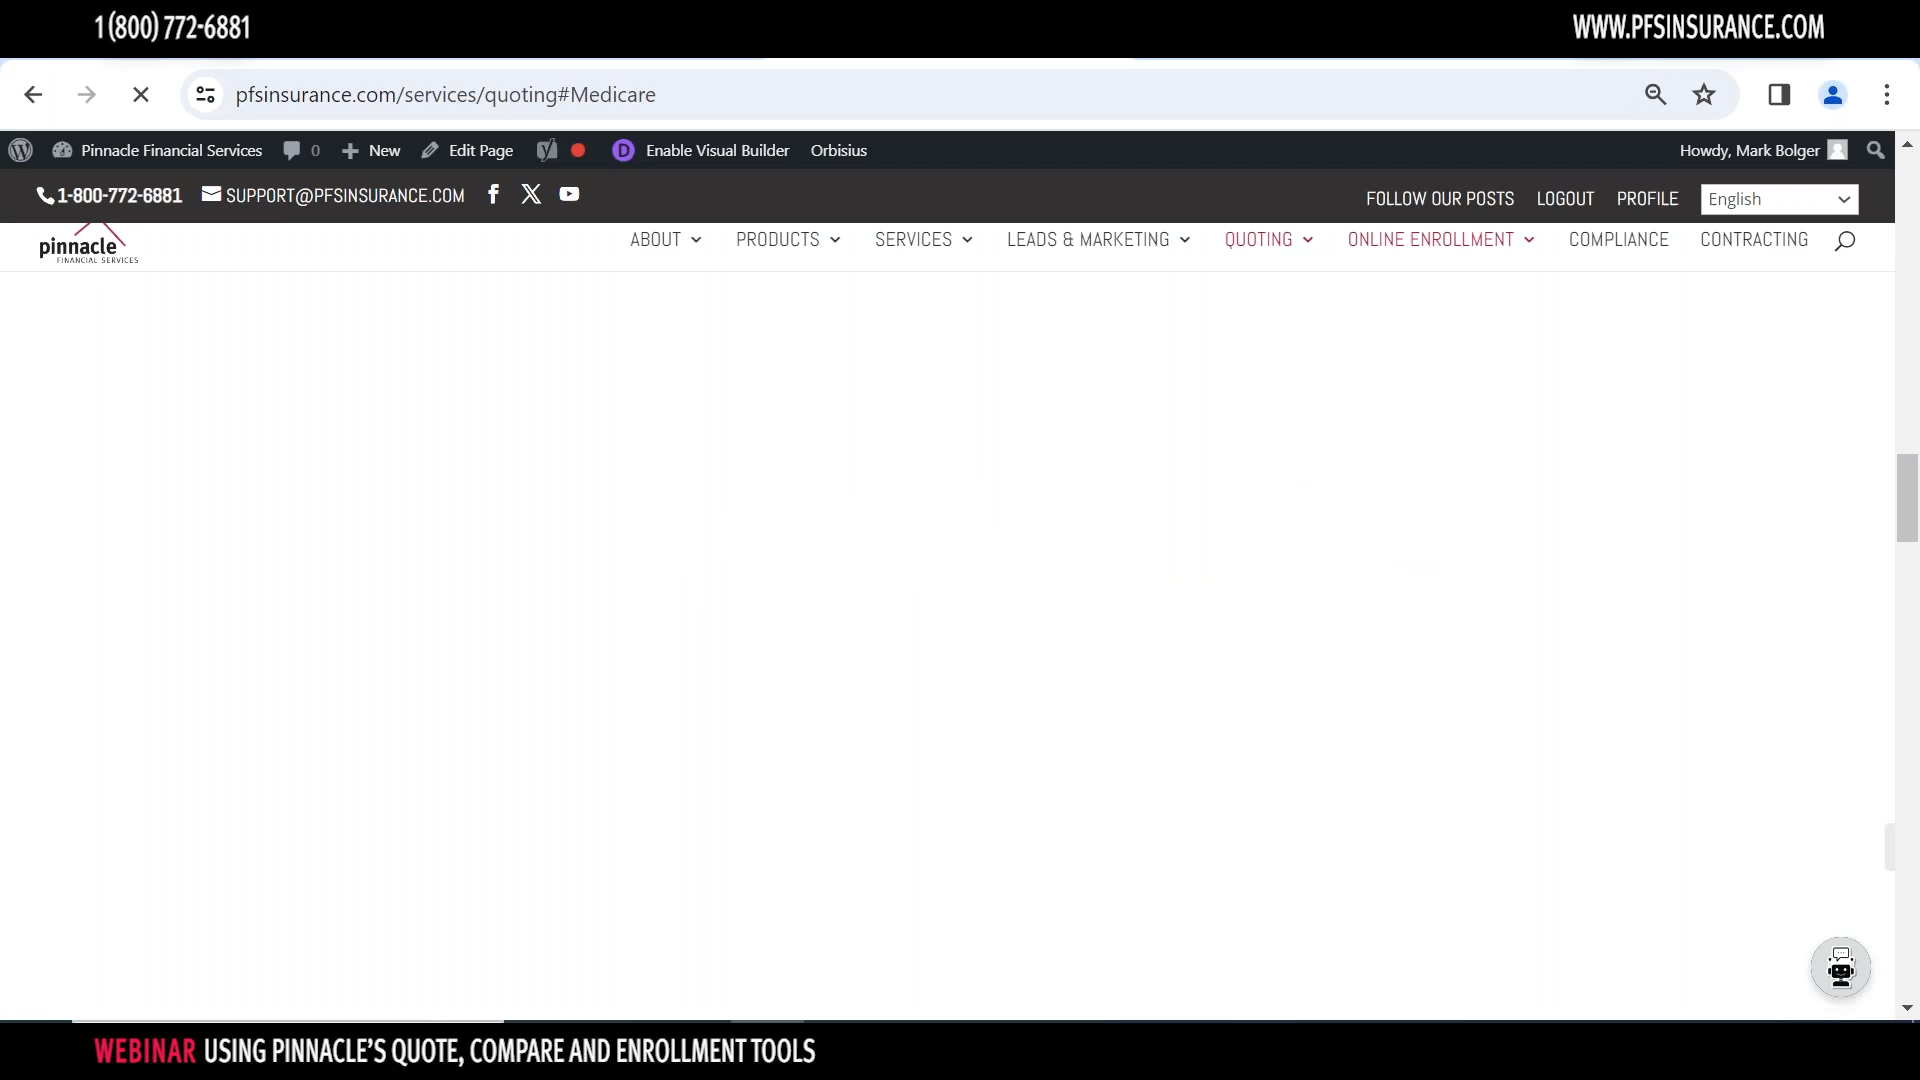 1 (800) 772-6881
WWW.PFSINSURANCE.COM
pfsinsurance.com/services/quoting#Medicare
Pinnacle Financial Services 0 New Edit Page Enable Visual Builder Orbisius Howdy, Mark Bolger
1-800-772-6881 SUPPORT@PFSINSURANCE.COM FOLLOW OUR POSTS LOGOUT PROFILE English
pinnacle
FINANCIAL SERVICES
ABOUT PRODUCTS SERVICES LEADS & MARKETING QUOTING ONLINE ENROLLMENT COMPLIANCE CONTRACTING
WEBINAR USING PINNACLE'S QUOTE, COMPARE AND ENROLLMENT TOOLS